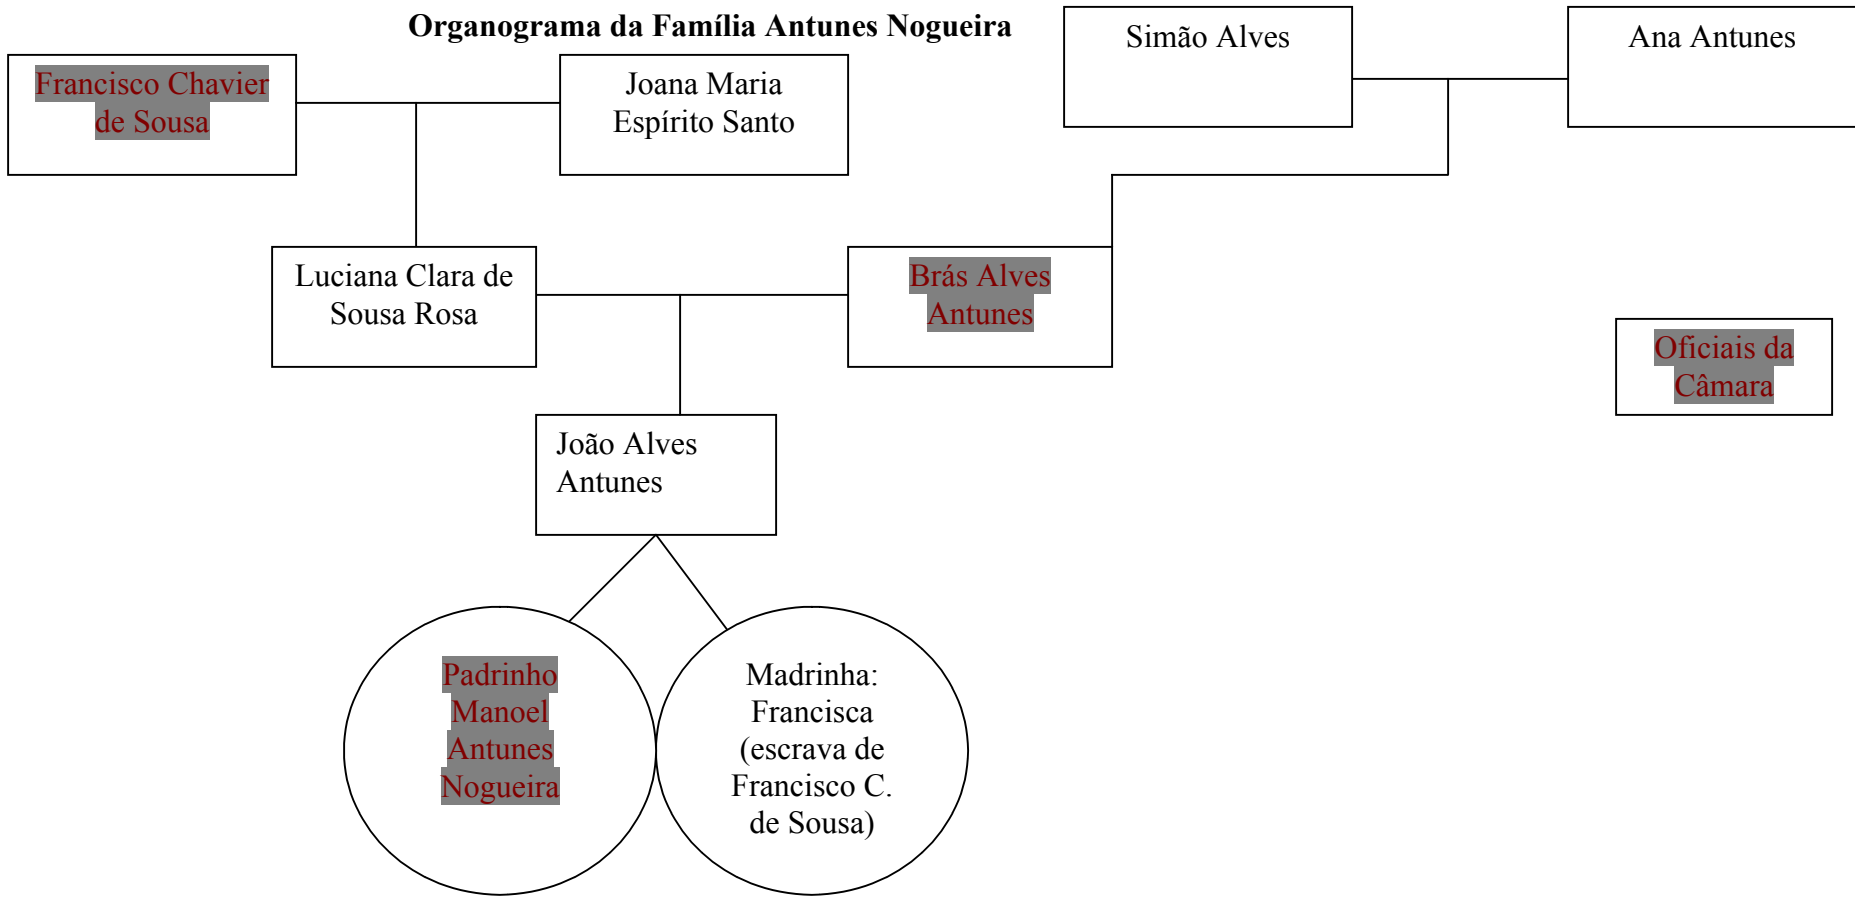 Organograma da Família Antunes Nogueira
Francisco Chavier
de Sousa
Joana Maria
Espírito Santo
Simão Alves
Ana Antunes
Luciana Clara de
Sousa Rosa
Brás Alves
Antunes
Oficiais da
Câmara
João Alves
Antunes
Padrinho
Manoel
Antunes
Nogueira
Madrinha:
Francisca
(escrava de
Francisco C.
de Sousa)